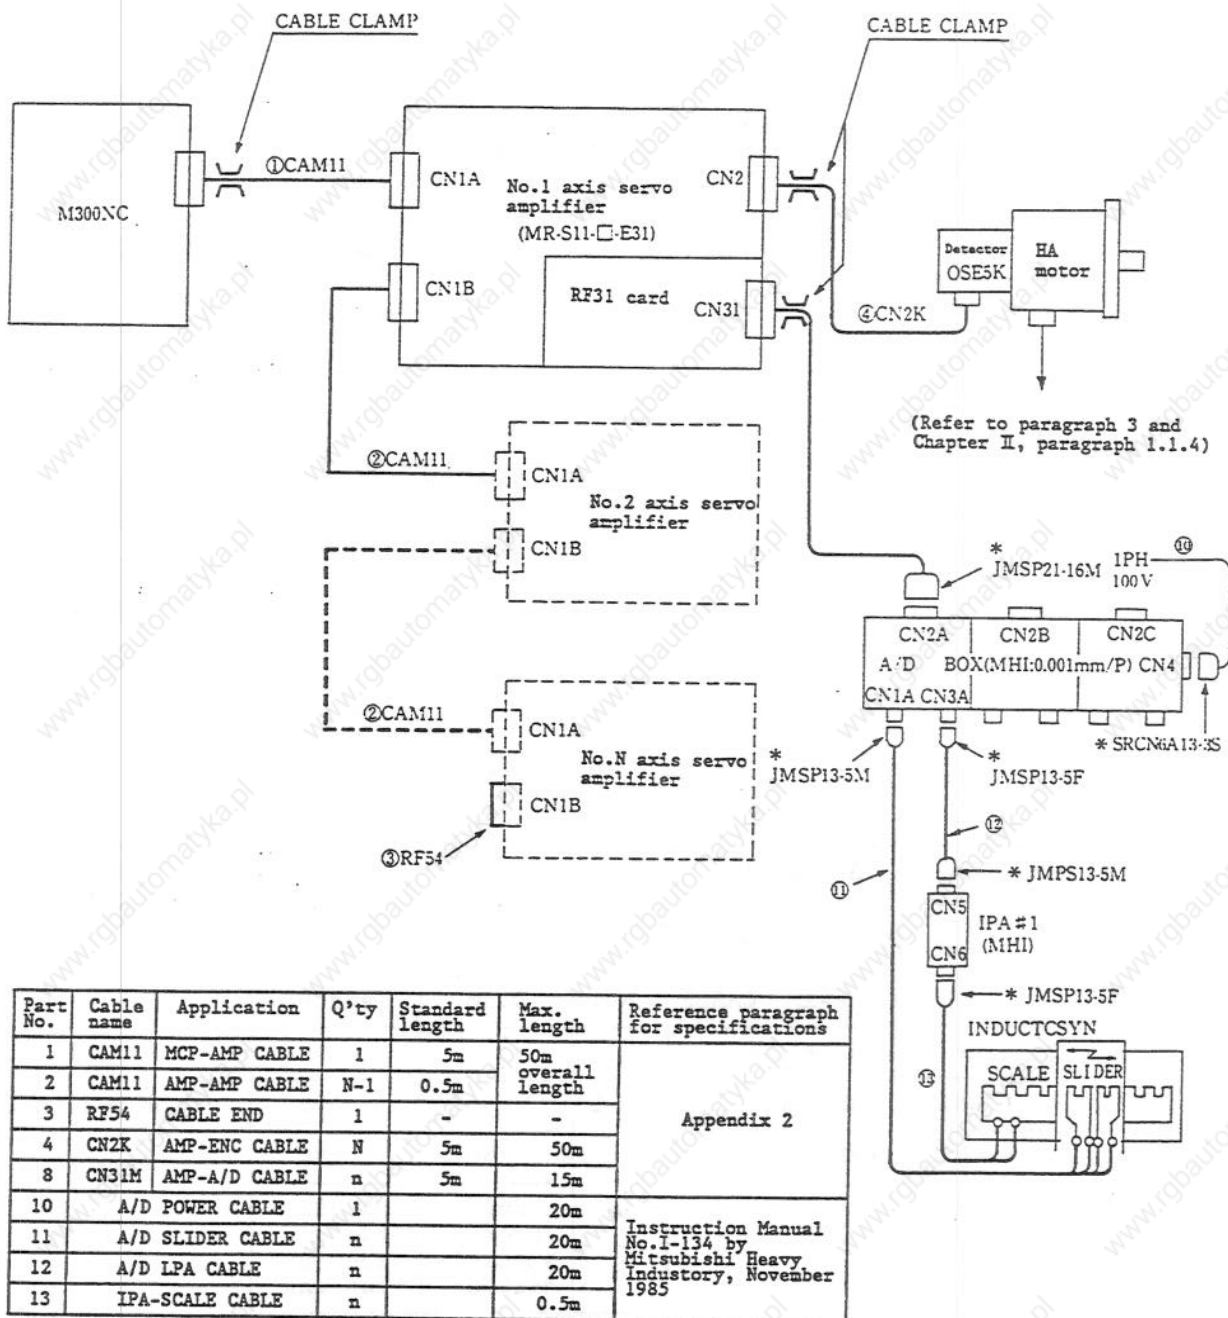 CABLE CLAMP
CABLE CLAMP
M300NC
①CAM11
CN1A
No.1 axis servo
amplifier
(MR-S11-□-E31)
CN2
CN1B
RF31 card
CN31
Detector
OSE5K
HA
motor
④CN2K
(Refer to paragraph 3 and
Chapter II, paragraph 1.1.4)
②CAM11
CN1A
No.2 axis servo
amplifier
CN1B
②CAM11
CN1A
No.N axis servo
amplifier
CN1B
③RF54
*
JMSP21-16M
1PH
100V
⑩
CN2A
CN2B
CN2C
A/D BOX(MHI:0.001mm/P) CN4
CN1A CN3A
* SRCN6A13-3S
*
JMSP13-5M
*
JMSP13-5F
⑫
⑪
* JMPS13-5M
CN5
IPA #1
(MHI)
CN6
* JMSP13-5F
INDUCTCSYN
SCALE
SLIDER
⑬
Part No. Cable name Application Q'ty Standard length Max. length Reference paragraph for specifications
1 CAM11 MCP-AMP CABLE 1 5m 50m overall length
2 CAM11 AMP-AMP CABLE N-1 0.5m
3 RF54 CABLE END 1 - - Appendix 2
4 CN2K AMP-ENC CABLE N 5m 50m
8 CN31M AMP-A/D CABLE n 5m 15m
10 A/D POWER CABLE 1 20m
11 A/D SLIDER CABLE n 20m
12 A/D LPA CABLE n 20m
13 IPA-SCALE CABLE n 0.5m
Instruction Manual
No.I-134 by
Mitsubishi Heavy
Industory, November
1985
www.rgbautomatyka.pl